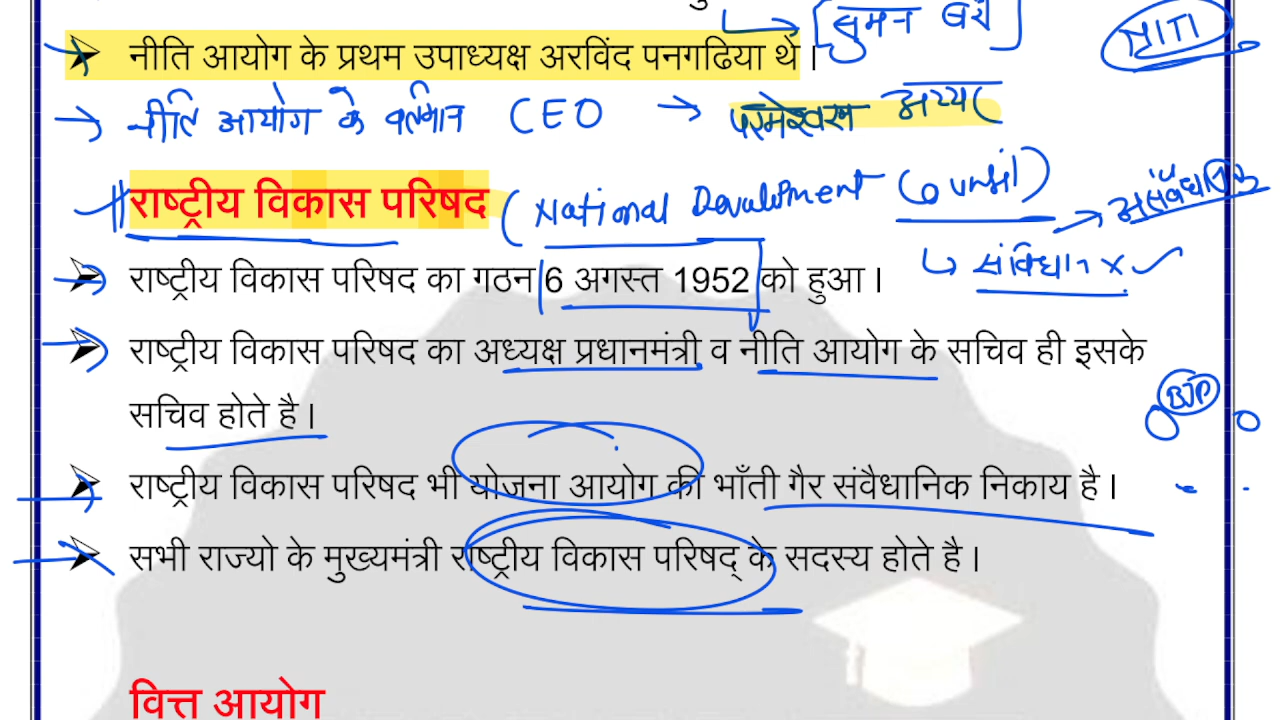 [सुमन बेरी]
NITI
नीति आयोग के प्रथम उपाध्यक्ष अरविंद पनगढिया थे ।
→ नीति आयोग के वर्तमान CEO → परमेश्वरन अय्यर
राष्ट्रीय विकास परिषद (National Devalopment
→ असंवैधानिक
राष्ट्रीय विकास परिषद का गठन 6 अगस्त 1952 को हुआ ।
संविधान × ✓
राष्ट्रीय विकास परिषद का अध्यक्ष प्रधानमंत्री व नीति आयोग के सचिव ही इसके
सचिव होते है ।
BJP
राष्ट्रीय विकास परिषद भी योजना आयोग की भाँती गैर संवैधानिक निकाय है ।
सभी राज्यो के मुख्यमंत्री राष्ट्रीय विकास परिषद् के सदस्य होते है ।
वित्त आयोग